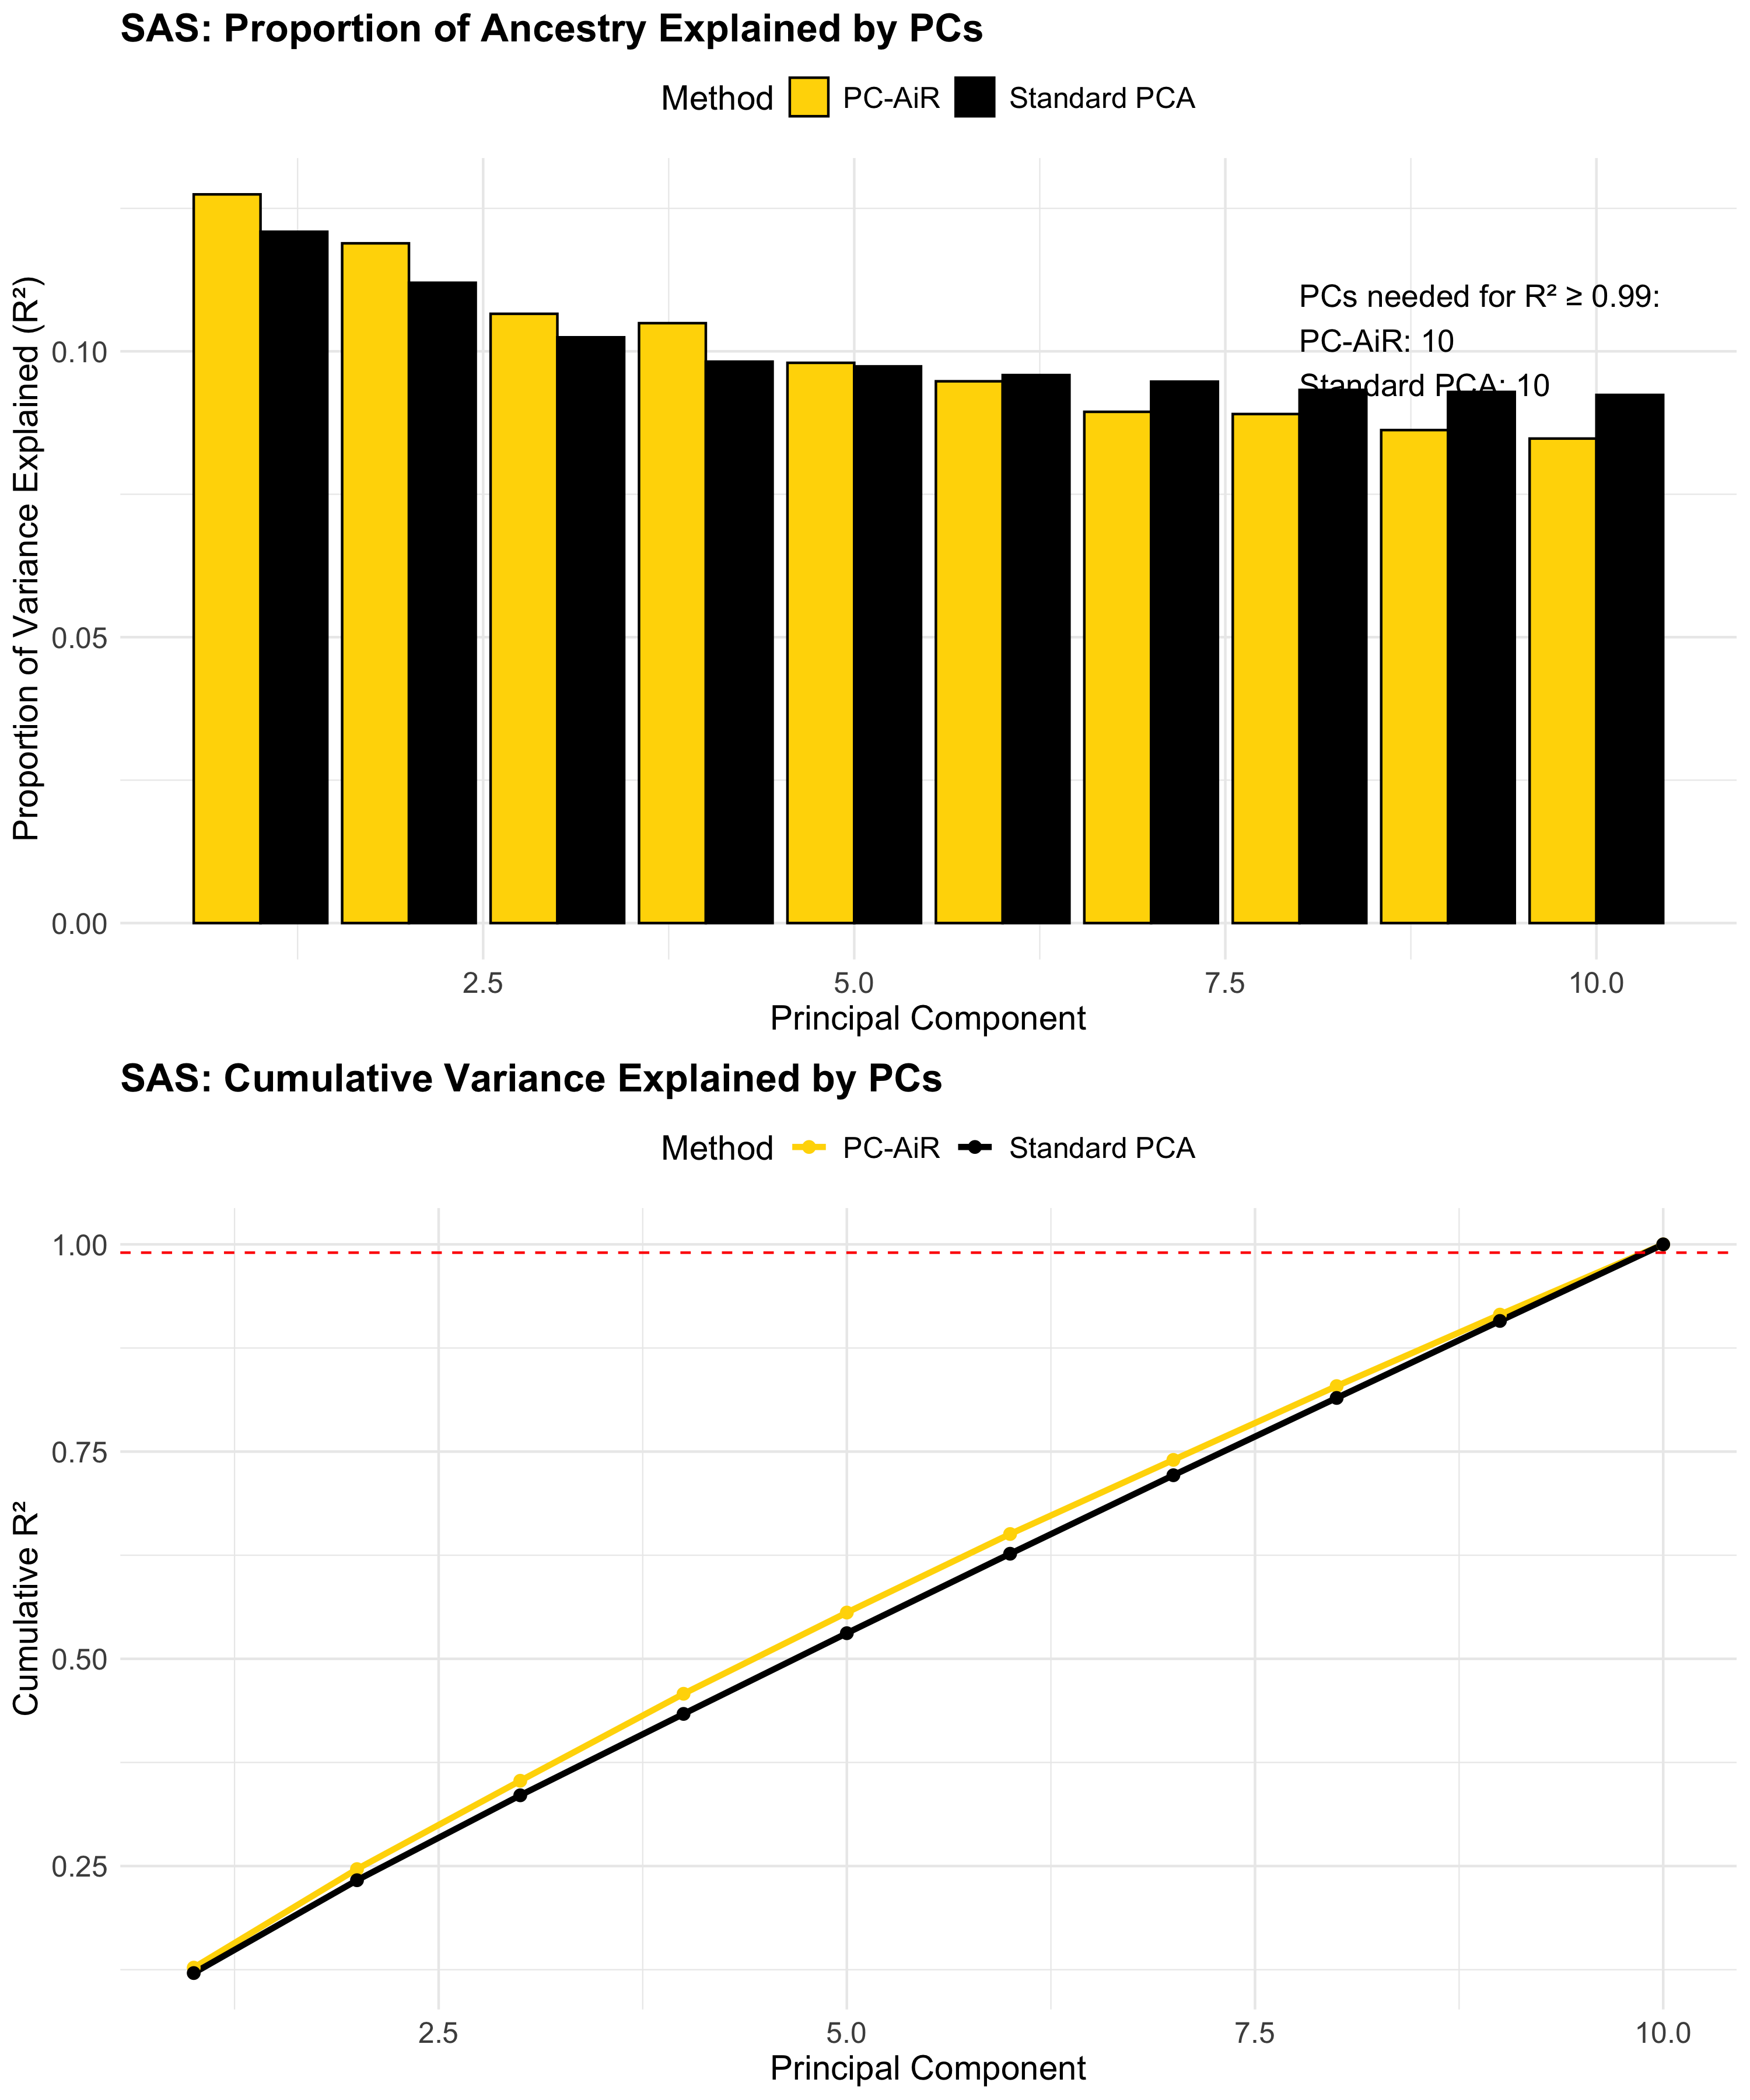 SAS: Proportion of Ancestry Explained by PCs
Method PC-AiR Standard PCA
Proportion of Variance Explained (R²)
0.10
0.05
0.00
PCs needed for R² ≥ 0.99:
PC-AiR: 10
Standard PCA: 10
2.5 5.0 7.5 10.0
Principal Component
SAS: Cumulative Variance Explained by PCs
Method PC-AiR Standard PCA
Cumulative R²
1.00
0.75
0.50
0.25
2.5 5.0 7.5 10.0
Principal Component